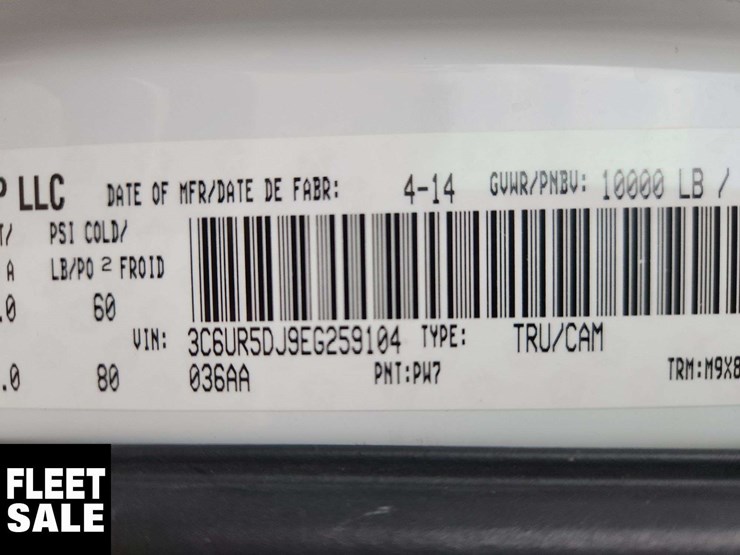 P LLC DATE OF MFR/DATE DE FABR: 4-14 GVWR/PNBV: 10000 LB /
T/ PSI COLD/
A LB/PO 2 FROID
.0 60
VIN: 3C6UR5DJ9EG259104 TYPE: TRU/CAM
.0 80 036AA PNT:PW7 TRM:M9X8
FLEET
SALE